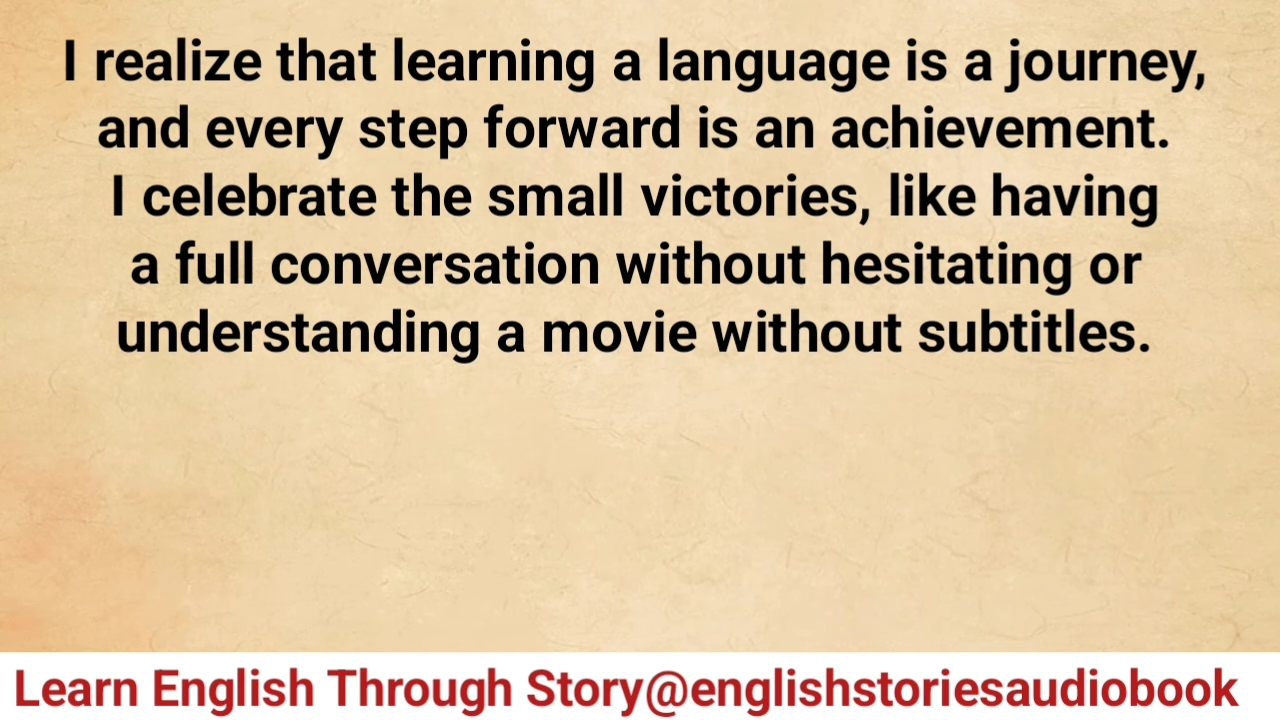 I realize that learning a language is a journey,
and every step forward is an achievement.
I celebrate the small victories, like having
a full conversation without hesitating or
understanding a movie without subtitles.
Learn English Through Story@englishstoriesaudiobook